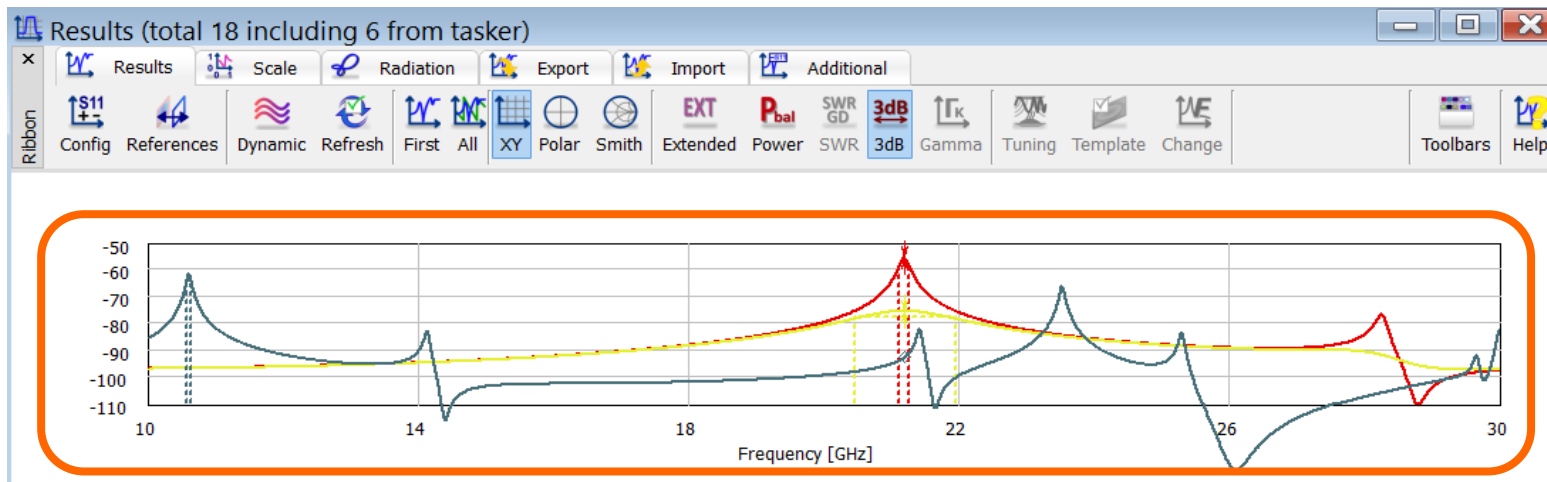 Results (total 18 including 6 from tasker)
× Results Scale Radiation Export Import Additional
Ribbon
S11 +- EXT Pbal SWR GD 3dB ΓK
Config References Dynamic Refresh First All XY Polar Smith Extended Power SWR 3dB Gamma Tuning Template Change Toolbars Help
-50
-60
-70
-80
-90
-100
-110
10 14 18 22 26 30
Frequency [GHz]